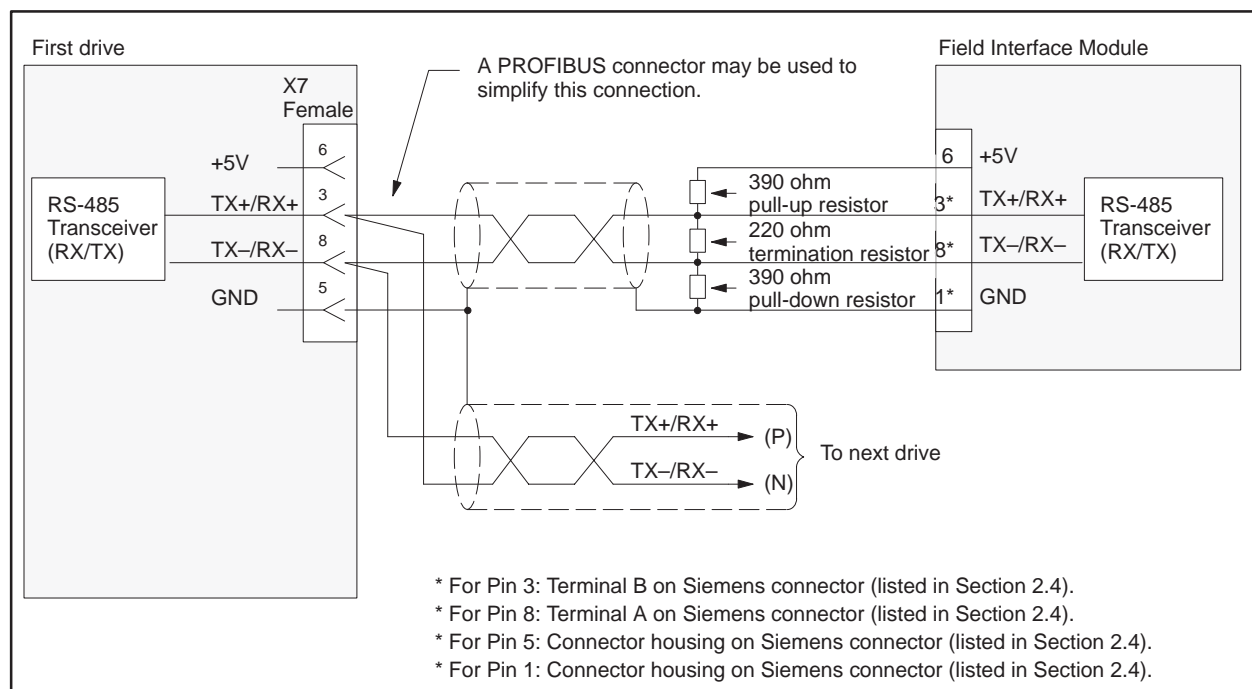 First drive
Field Interface Module
A PROFIBUS connector may be used to
simplify this connection.
X7
Female
6
+5V
3
TX+/RX+
8
TX–/RX–
5
GND
RS-485
Transceiver
(RX/TX)
390 ohm
pull-up resistor
220 ohm
termination resistor
390 ohm
pull-down resistor
6
+5V
3*
TX+/RX+
8*
TX–/RX–
1*
GND
RS-485
Transceiver
(RX/TX)
TX+/RX+
(P)
TX–/RX–
(N)
To next drive
* For Pin 3: Terminal B on Siemens connector (listed in Section 2.4).
* For Pin 8: Terminal A on Siemens connector (listed in Section 2.4).
* For Pin 5: Connector housing on Siemens connector (listed in Section 2.4).
* For Pin 1: Connector housing on Siemens connector (listed in Section 2.4).